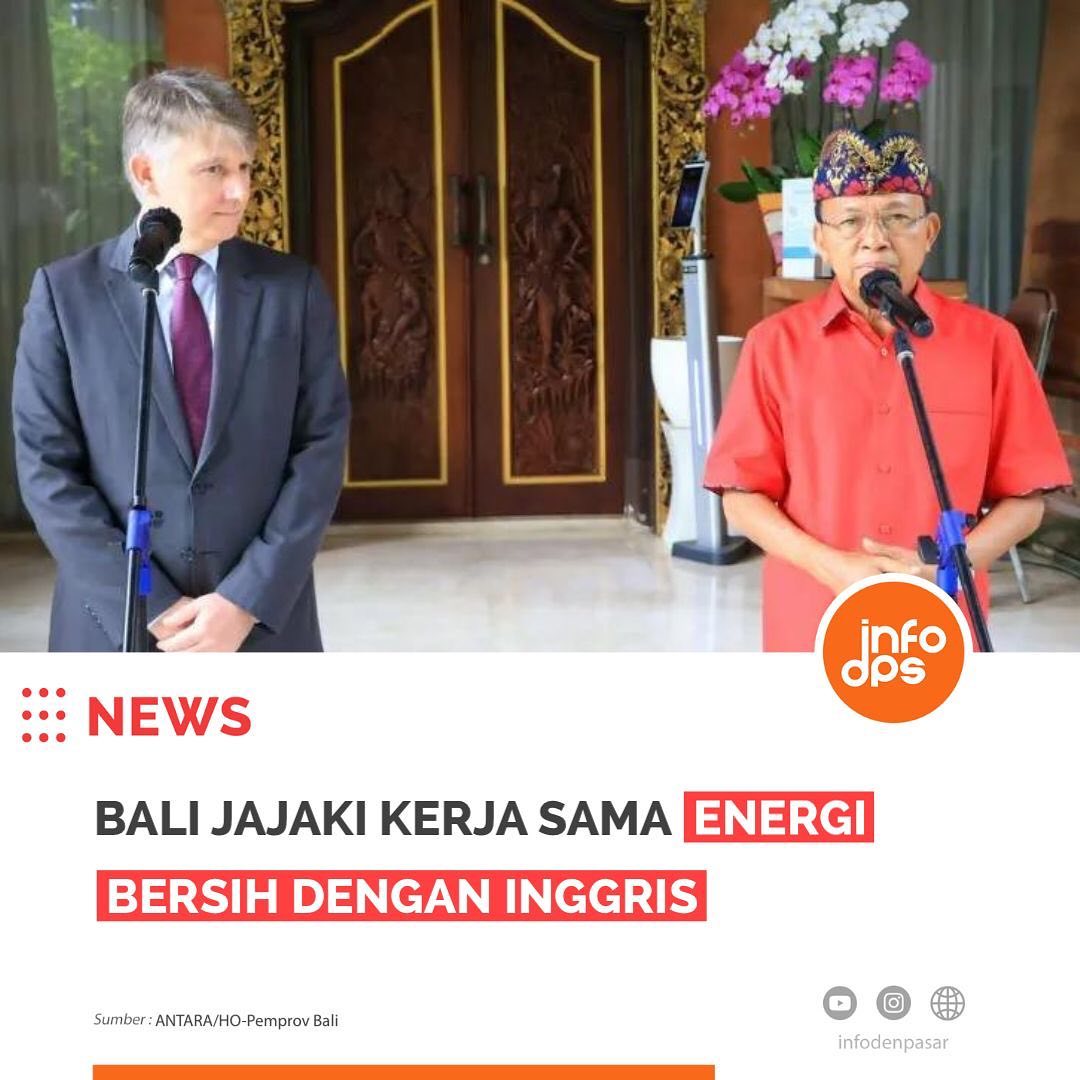 info
dps
NEWS
BALI JAJAKI KERJA SAMA ENERGI
BERSIH DENGAN INGGRIS
Sumber : ANTARA/HO-Pemprov Bali
infodenpasar